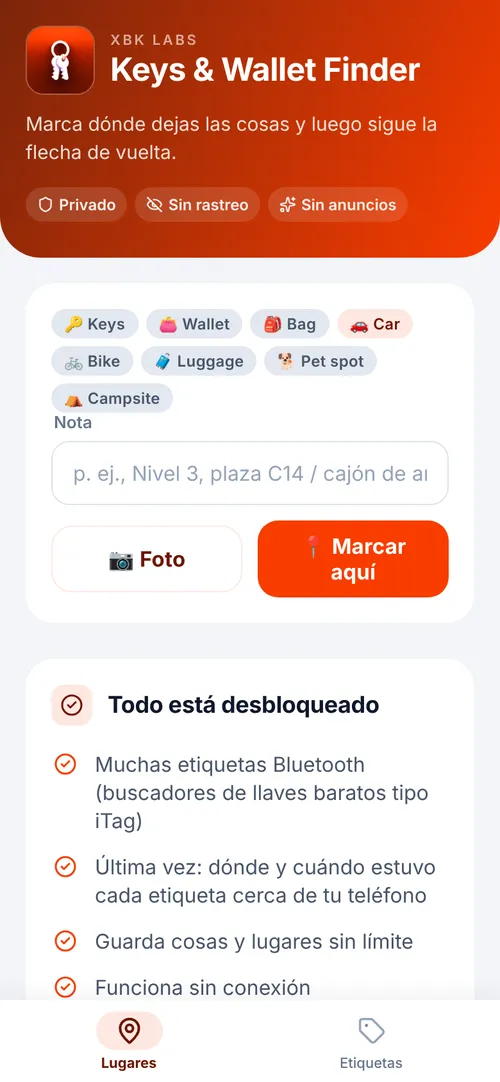 XBK LABS
Keys & Wallet Finder
Marca dónde dejas las cosas y luego sigue la
flecha de vuelta.
Privado
Sin rastreo
Sin anuncios
Keys
Wallet
Bag
Car
Bike
Luggage
Pet spot
Campsite
Nota
p. ej., Nivel 3, plaza C14 / cajón de
Foto
Marcar
aquí
Todo está desbloqueado
Muchas etiquetas Bluetooth
(buscadores de llaves baratos tipo
iTag)
Última vez: dónde y cuándo estuvo
cada etiqueta cerca de tu teléfono
Guarda cosas y lugares sin límite
Funciona sin conexión
Lugares
Etiquetas